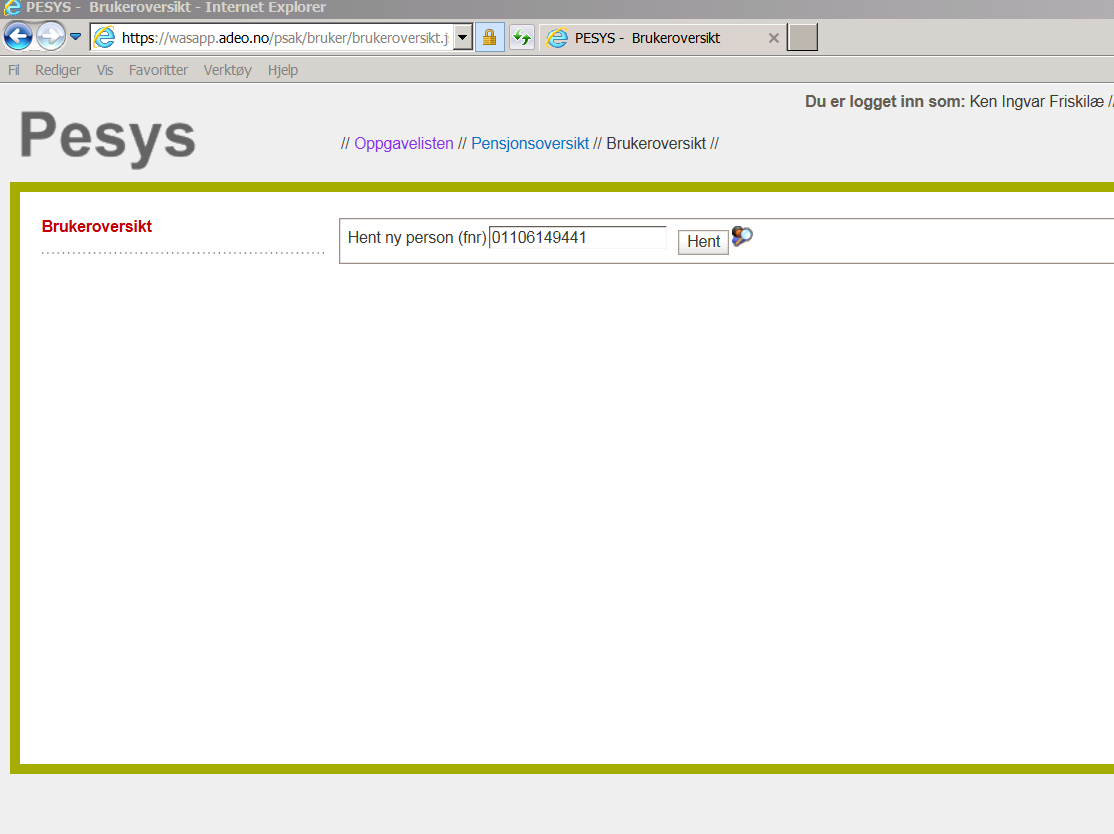 PESYS - Brukeroversikt - Internet Explorer
https://wasapp.adeo.no/psak/bruker/brukeroversikt.j
PESYS - Brukeroversikt
Fil Rediger Vis Favoritter Verktøy Hjelp
Du er logget inn som: Ken Ingvar Friskilæ //
Pesys
// Oppgavelisten // Pensjonsoversikt // Brukeroversikt //
Brukeroversikt
Hent ny person (fnr) 01106149441 Hent